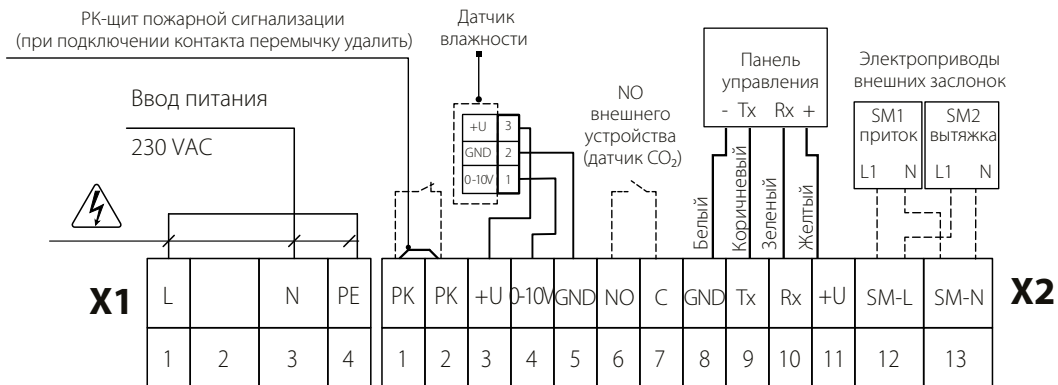 РК-щит пожарной сигнализации
(при подключении контакта перемычку удалить)
Датчик
влажности
Ввод питания
230 VAC
+U 3
GND 2
0-10V 1
NO
внешнего
устройства
(датчик CO₂)
Панель
управления
- Tx Rx +
Белый
Коричневый
Зеленый
Желтый
Электроприводы
внешних заслонок
SM1
приток
L1 N
SM2
вытяжка
L1 N
X1
L N PE
1 2 3 4
PK PK +U 0-10V GND NO C GND Tx Rx +U SM-L SM-N
1 2 3 4 5 6 7 8 9 10 11 12 13
X2